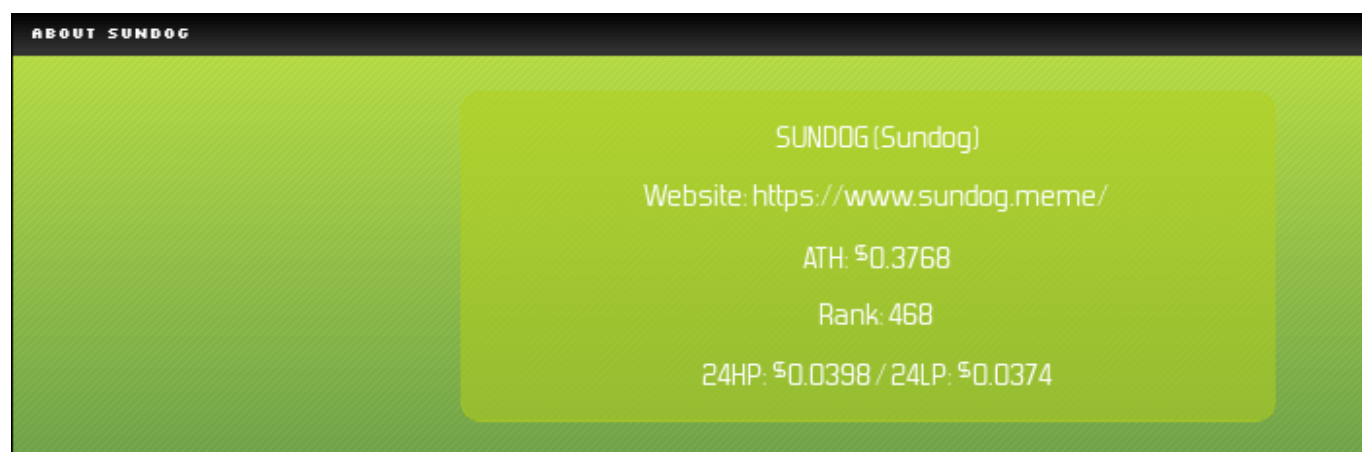 ABOUT SUNDOG
SUNDOG (Sundog)
Website: https://www.sundog.meme/
ATH: $0.3768
Rank: 468
24HP: $0.0398 / 24LP: $0.0374